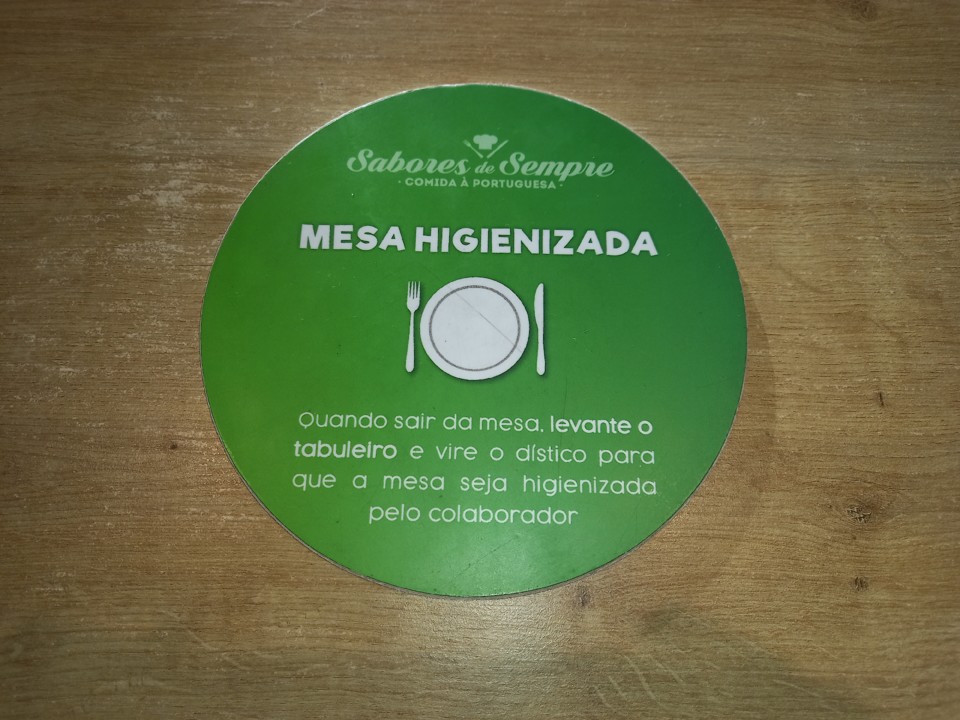 Sabores de Sempre
· COMIDA À PORTUGUESA ·
MESA HIGIENIZADA
Quando sair da mesa, levante o
tabuleiro e vire o dístico para
que a mesa seja higienizada
pelo colaborador